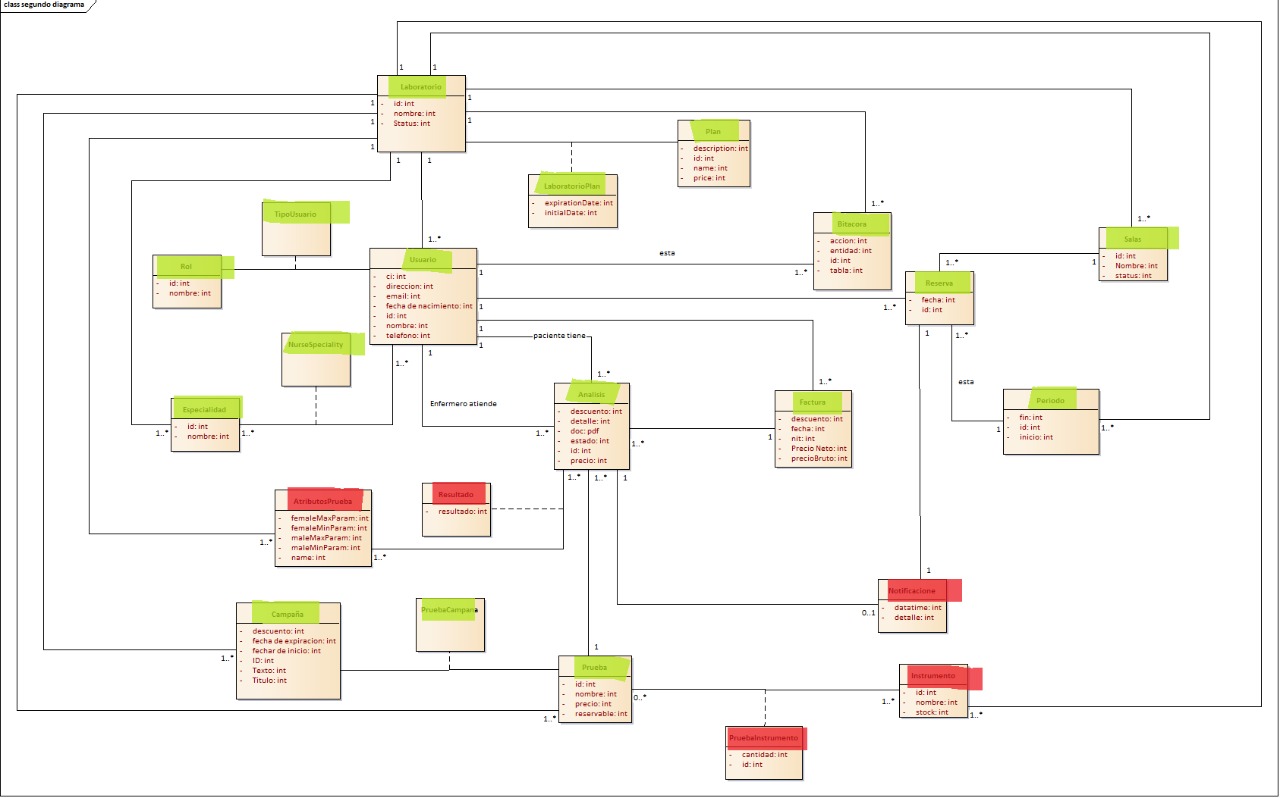 class segundo diagrama
1
1
Laboratorio
- id: int
- nombre: int
- Status: int
1
1
1
1
1
1
1
Plan
- description: int
- id: int
- name: int
- price: int
LaboratorioPlan
- expirationDate: int
- initialDate: int
TipoUsuario
Rol
- id: int
- nombre: int
1..*
Usuario
- ci: int
- direccion: int
- email: int
- fecha de nacimiento: int
- id: int
- nombre: int
- telefono: int
1
1
1
1
1
1..*
esta
1..*
Bitacora
- accion: int
- entidad: int
- id: int
- tabla: int
1..*
1..*
Salas
- id: int
- Nombre: int
- status: int
1
1..*
Reserva
- fecha: int
- id: int
1..*
1
1..*
NurseSpeciality
paciente tiene
1..*
Enfermero atiende
esta
Especialidad
- id: int
- nombre: int
1..*
1..*
Analisis
- descuento: int
- detalle: int
- doc: pdf
- estado: int
- id: int
- precio: int
1..*
1..*
1..*
1..*
1
1..*
Factura
- descuento: int
- fecha: int
- nit: int
- Precio Neto: int
- precioBruto: int
1
Periodo
- fin: int
- id: int
- inicio: int
1
1..*
AtributosPrueba
- femaleMaxParam: int
- femaleMinParam: int
- maleMaxParam: int
- maleMinParam: int
- name: int
1..*
1..*
Resultado
- resultado: int
1
Notificacione
- datatime: int
- detalle: int
0..1
Campaña
- descuento: int
- fecha de expiracion: int
- fechar de inicio: int
- ID: int
- Texto: int
- Titulo: int
1..*
PruebaCampana
1
Prueba
- id: int
- nombre: int
- precio: int
- reservable: int
1..*
0..*
Instrumento
- id: int
- nombre: int
- stock: int
1..*
1..*
PruebaInstrumento
- cantidad: int
- id: int